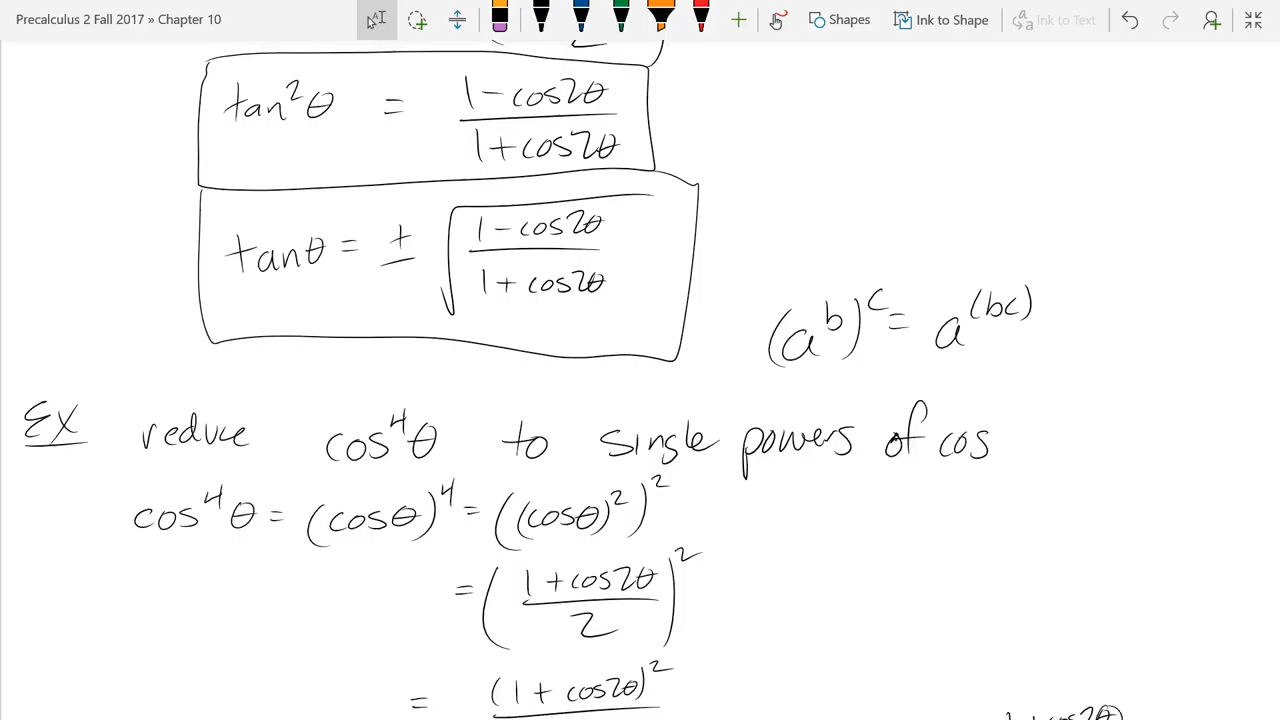 Precalculus 2 Fall 2017 » Chapter 10
Shapes
Ink to Shape
Ink to Text
2
tan²θ = (1 - cos2θ)/(1 + cos2θ)
tanθ = ± √((1 - cos2θ)/(1 + cos2θ))
(a^b)^c = a^(bc)
Ex reduce cos⁴θ to single powers of cos
cos⁴θ = (cosθ)⁴ = ((cosθ)²)²
= ((1 + cos2θ)/2)²
= (1 + cos2θ)²